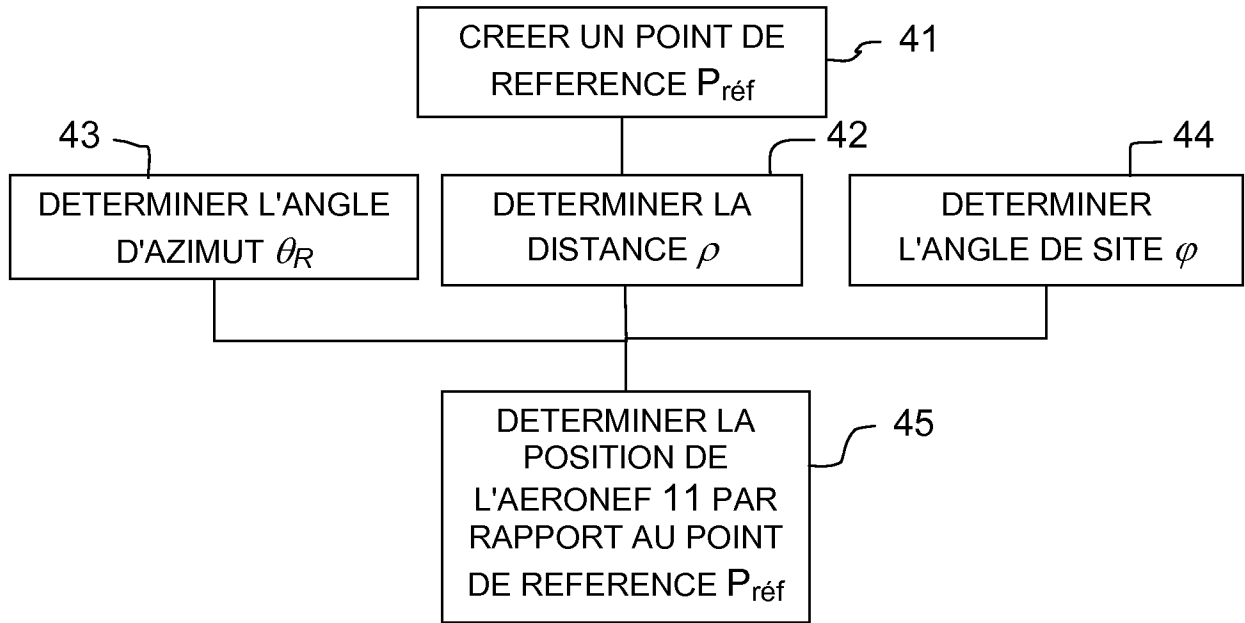 CREER UN POINT DE
REFERENCE Préf
41
43
DETERMINER L'ANGLE
D'AZIMUT θR
42
DETERMINER LA
DISTANCE ρ
44
DETERMINER
L'ANGLE DE SITE φ
DETERMINER LA
POSITION DE
L'AERONEF 11 PAR
RAPPORT AU POINT
DE REFERENCE Préf
45